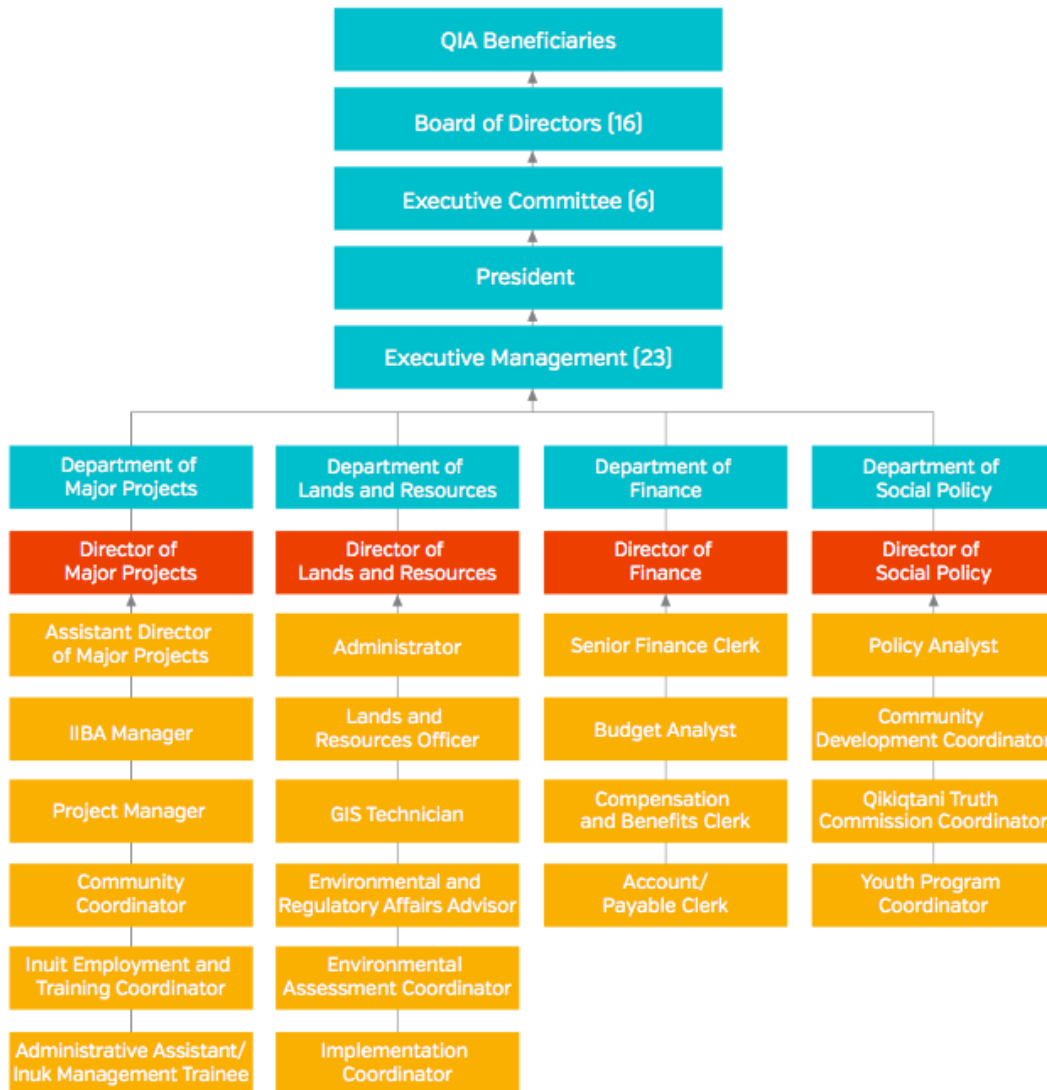 QIA Beneficiaries
Board of Directors (16)
Executive Committee (6)
President
Executive Management (23)
Department of
Major Projects
Department of
Lands and Resources
Department of
Finance
Department of
Social Policy
Director of
Major Projects
Director of
Lands and Resources
Director of
Finance
Director of
Social Policy
Assistant Director
of Major Projects
Administrator
Senior Finance Clerk
Policy Analyst
IIBA Manager
Lands and
Resources Officer
Budget Analyst
Community
Development Coordinator
Project Manager
GIS Technician
Compensation
and Benefits Clerk
Qikiqtani Truth
Commission Coordinator
Community
Coordinator
Environmental and
Regulatory Affairs Advisor
Account/
Payable Clerk
Youth Program
Coordinator
Inuit Employment and
Training Coordinator
Environmental
Assessment Coordinator
Administrative Assistant/
Inuk Management Trainee
Implementation
Coordinator